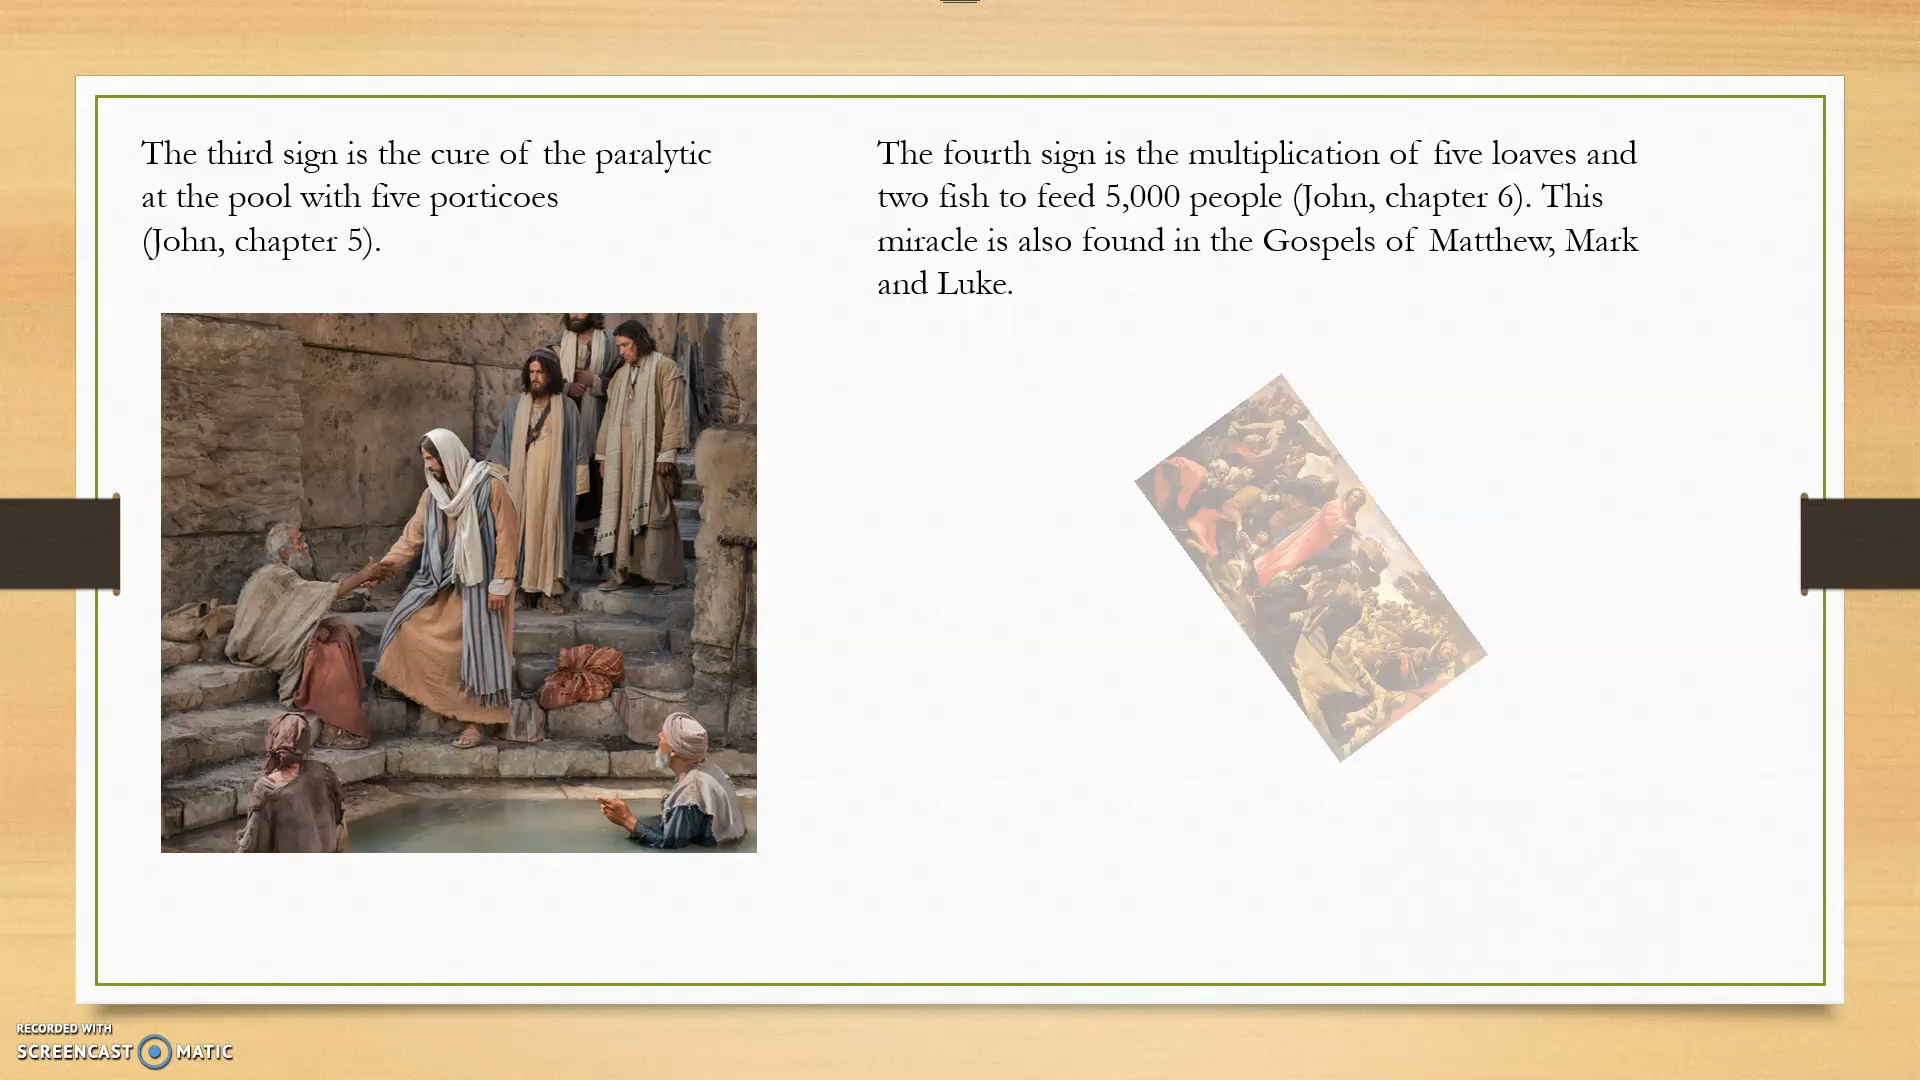 The third sign is the cure of the paralytic
at the pool with five porticoes
(John, chapter 5).
The fourth sign is the multiplication of five loaves and
two fish to feed 5,000 people (John, chapter 6). This
miracle is also found in the Gospels of Matthew, Mark
and Luke.
RECORDED WITH
SCREENCAST MATIC